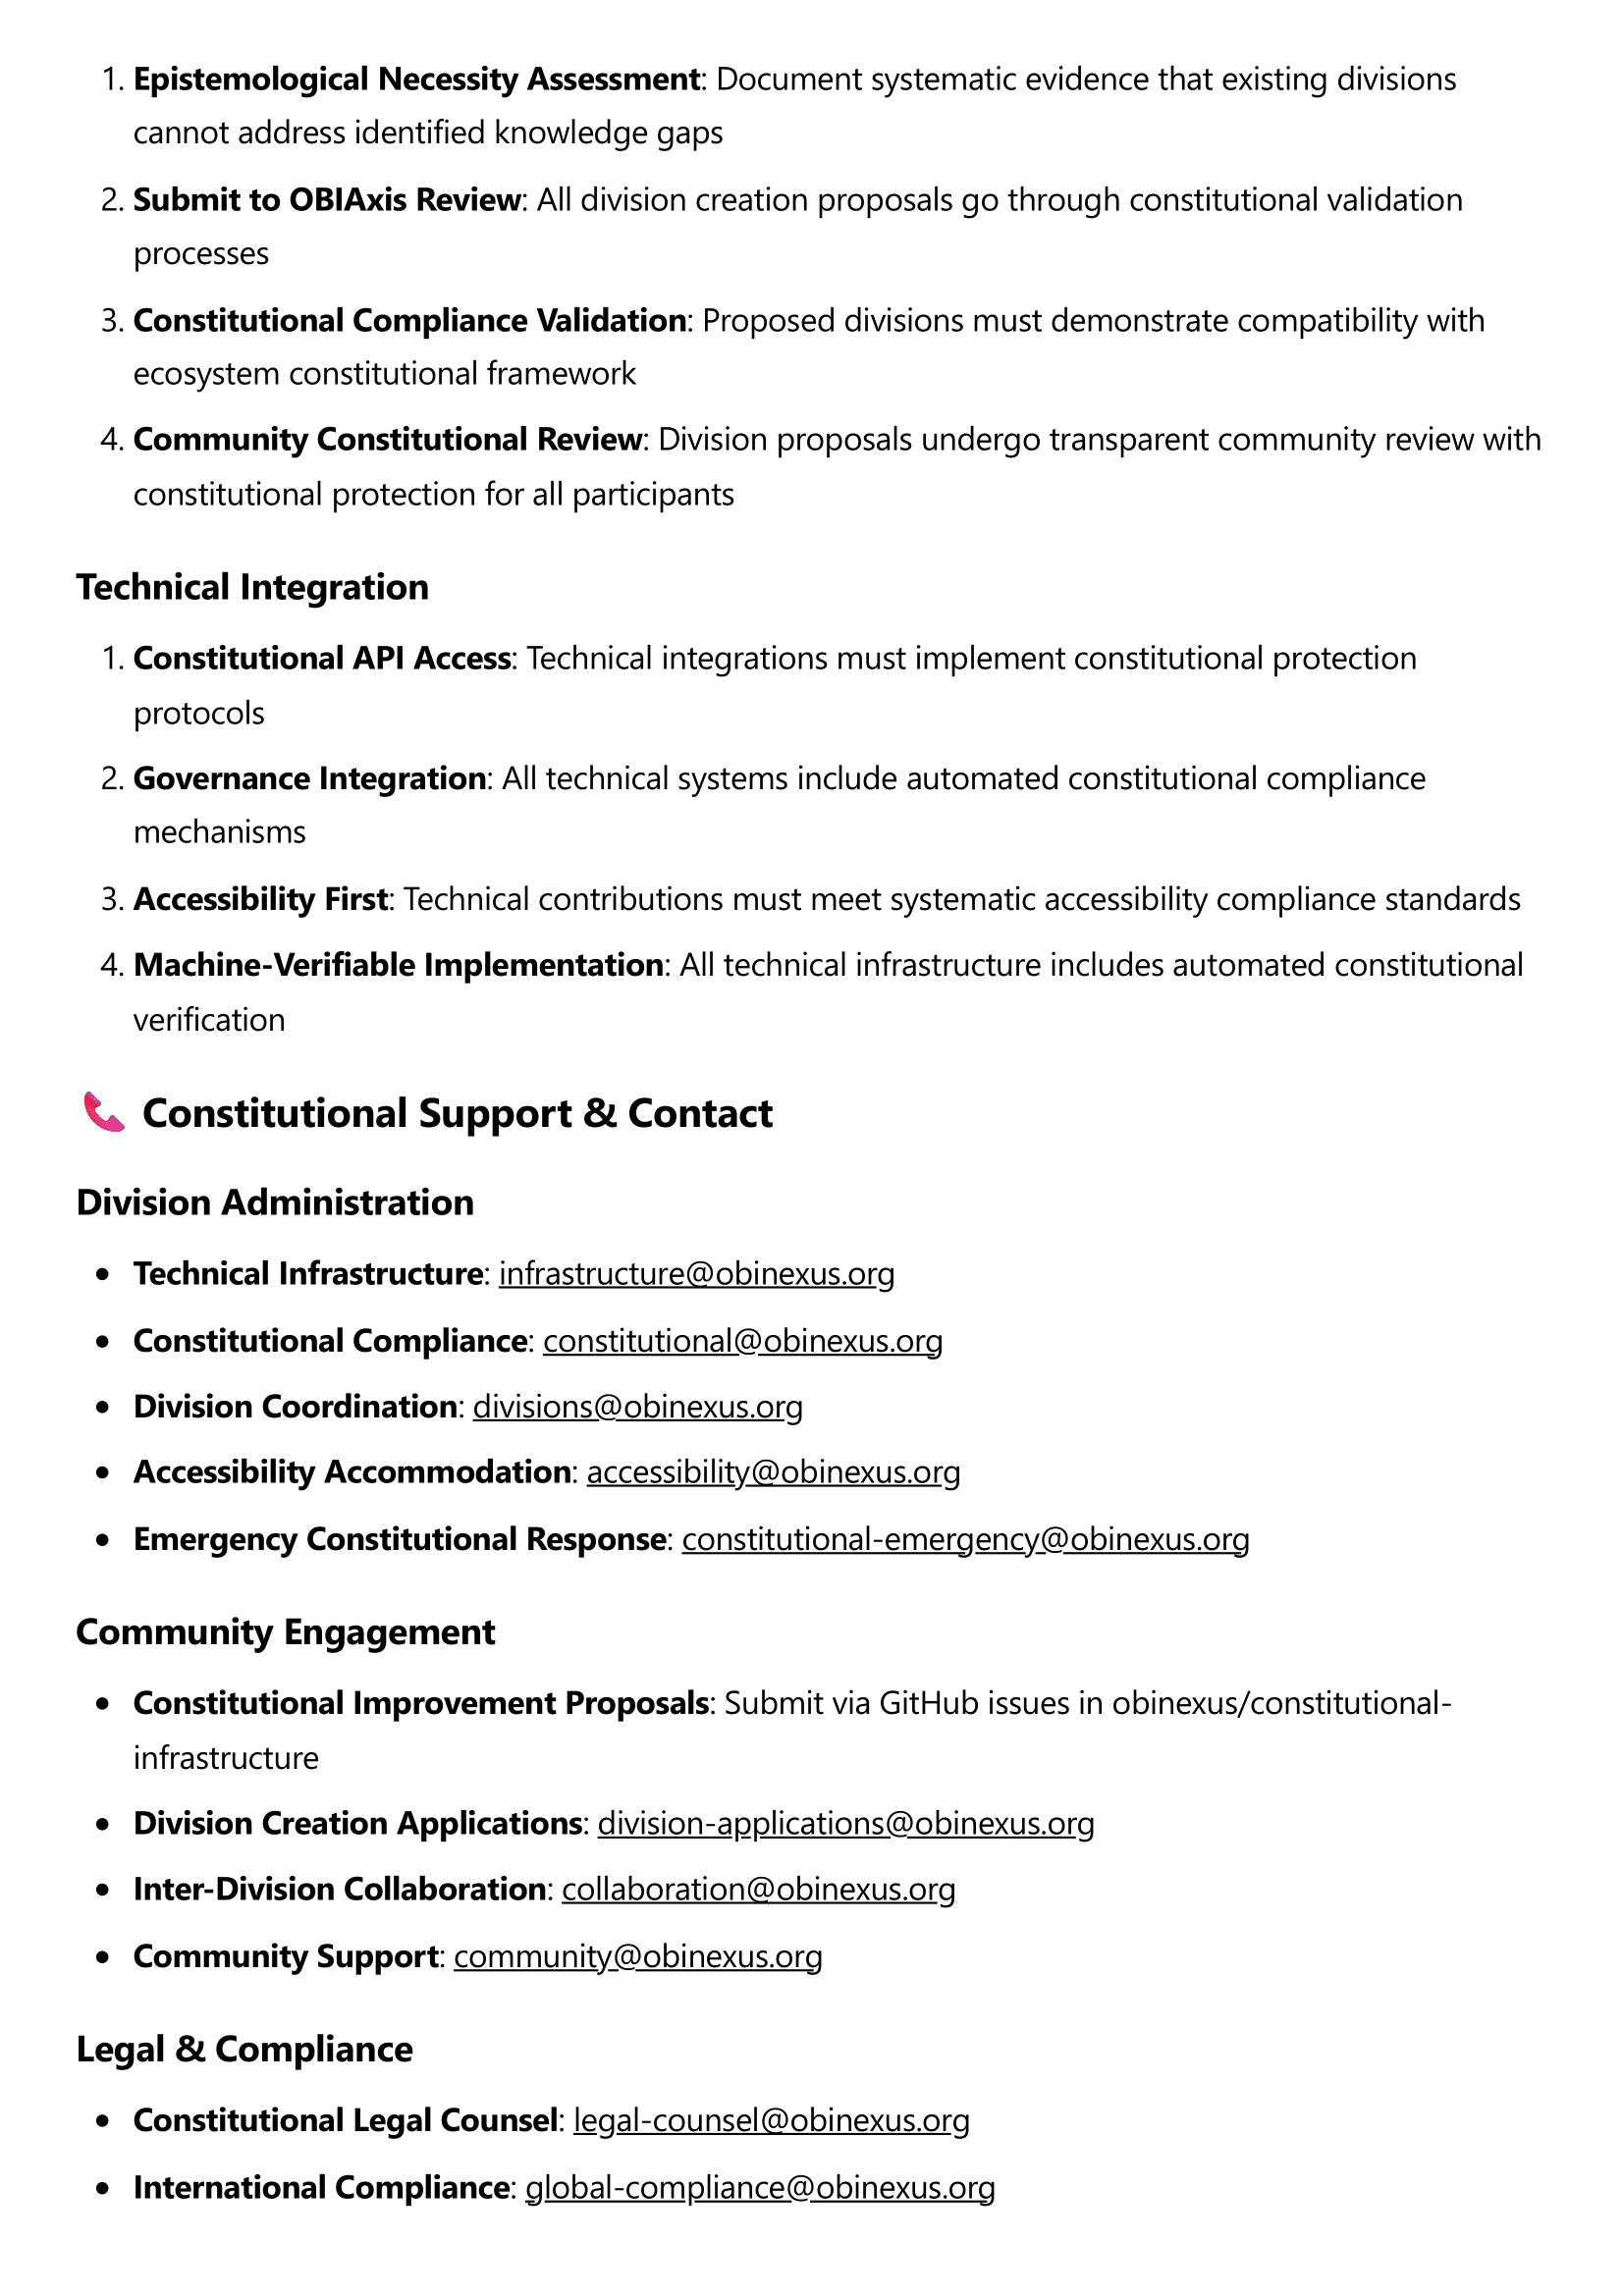 1. Epistemological Necessity Assessment: Document systematic evidence that existing divisions
cannot address identified knowledge gaps
2. Submit to OBIAxis Review: All division creation proposals go through constitutional validation
processes
3. Constitutional Compliance Validation: Proposed divisions must demonstrate compatibility with
ecosystem constitutional framework
4. Community Constitutional Review: Division proposals undergo transparent community review with
constitutional protection for all participants
Technical Integration
1. Constitutional API Access: Technical integrations must implement constitutional protection
protocols
2. Governance Integration: All technical systems include automated constitutional compliance
mechanisms
3. Accessibility First: Technical contributions must meet systematic accessibility compliance standards
4. Machine-Verifiable Implementation: All technical infrastructure includes automated constitutional
verification
📞 Constitutional Support & Contact
Division Administration
• Technical Infrastructure: infrastructure@obinexus.org
• Constitutional Compliance: constitutional@obinexus.org
• Division Coordination: divisions@obinexus.org
• Accessibility Accommodation: accessibility@obinexus.org
• Emergency Constitutional Response: constitutional-emergency@obinexus.org
Community Engagement
• Constitutional Improvement Proposals: Submit via GitHub issues in obinexus/constitutional-
infrastructure
• Division Creation Applications: division-applications@obinexus.org
• Inter-Division Collaboration: collaboration@obinexus.org
• Community Support: community@obinexus.org
Legal & Compliance
• Constitutional Legal Counsel: legal-counsel@obinexus.org
• International Compliance: global-compliance@obinexus.org